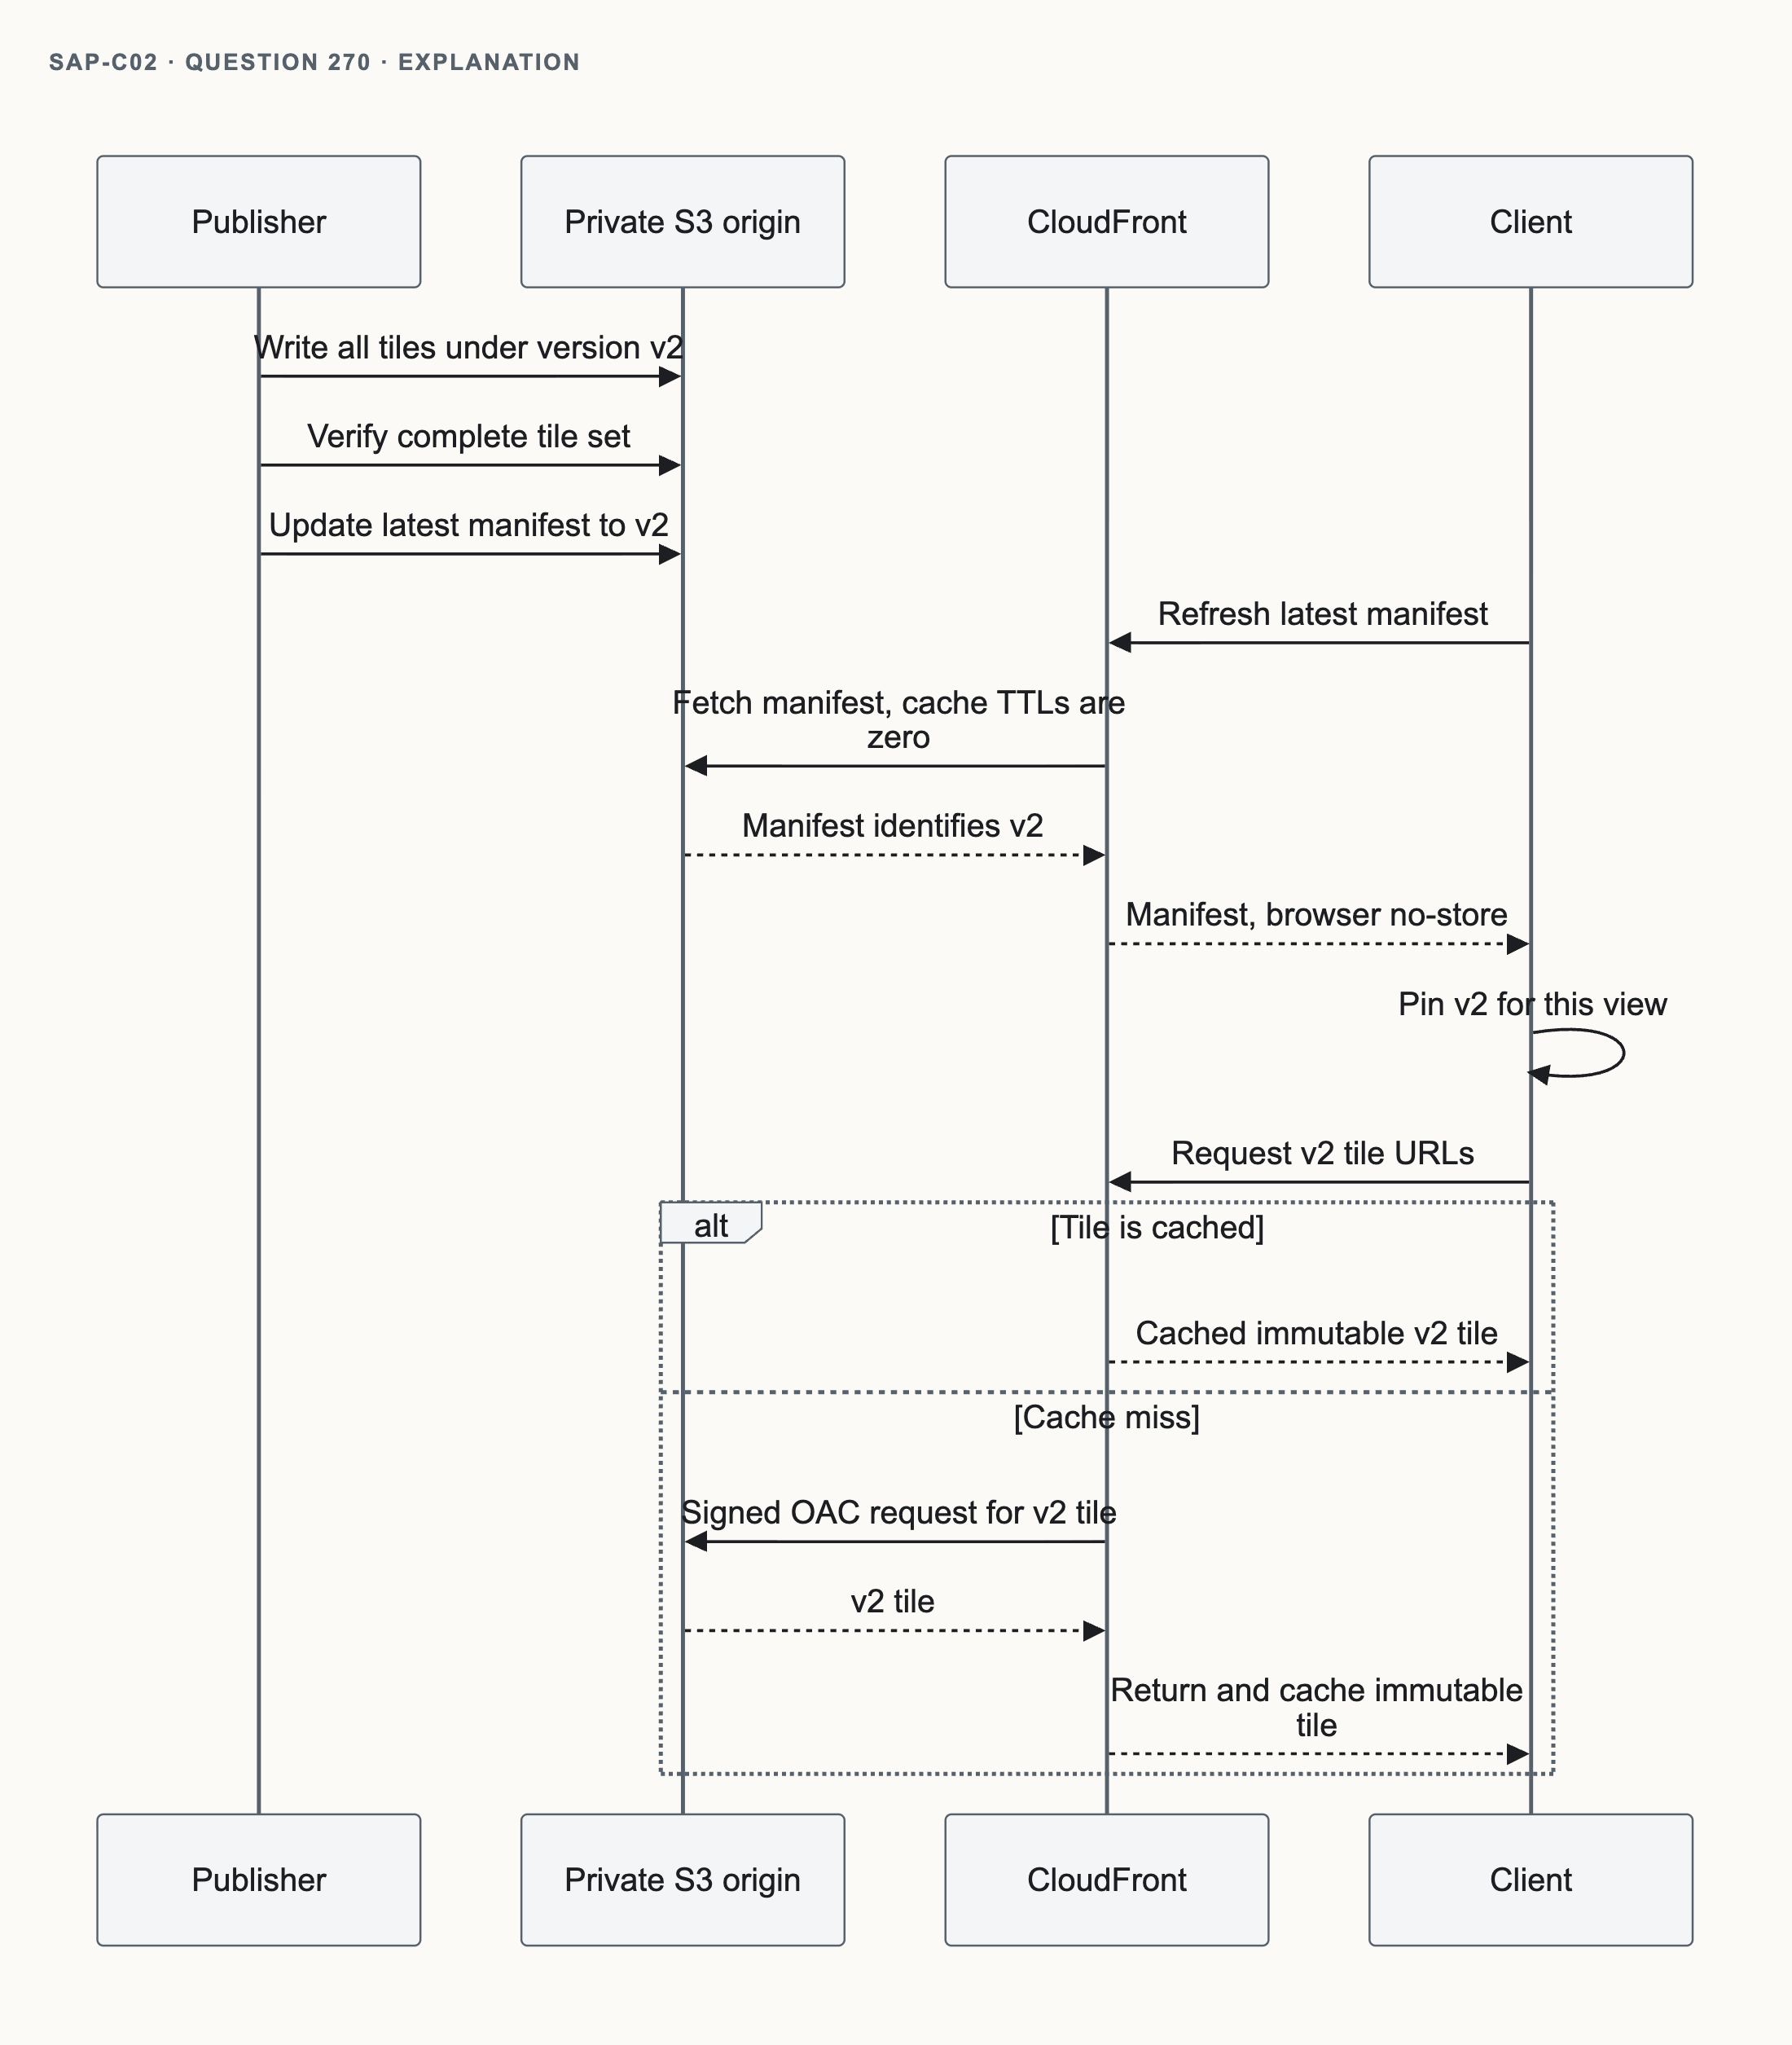 SAP-C02 · QUESTION 270 · EXPLANATION
Publisher
Private S3 origin
CloudFront
Client
Write all tiles under version v2
Verify complete tile set
Update latest manifest to v2
Refresh latest manifest
Fetch manifest, cache TTLs are
zero
Manifest identifies v2
Manifest, browser no-store
Pin v2 for this view
Request v2 tile URLs
alt
[Tile is cached]
Cached immutable v2 tile
[Cache miss]
Signed OAC request for v2 tile
v2 tile
Return and cache immutable
tile
Publisher
Private S3 origin
CloudFront
Client